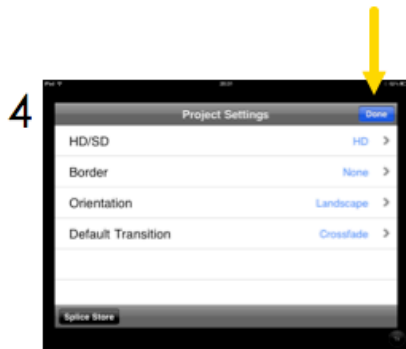 4
Project Settings Done
HD/SD HD
Border None
Orientation Landscape
Default Transition Crossfade
Splice Store